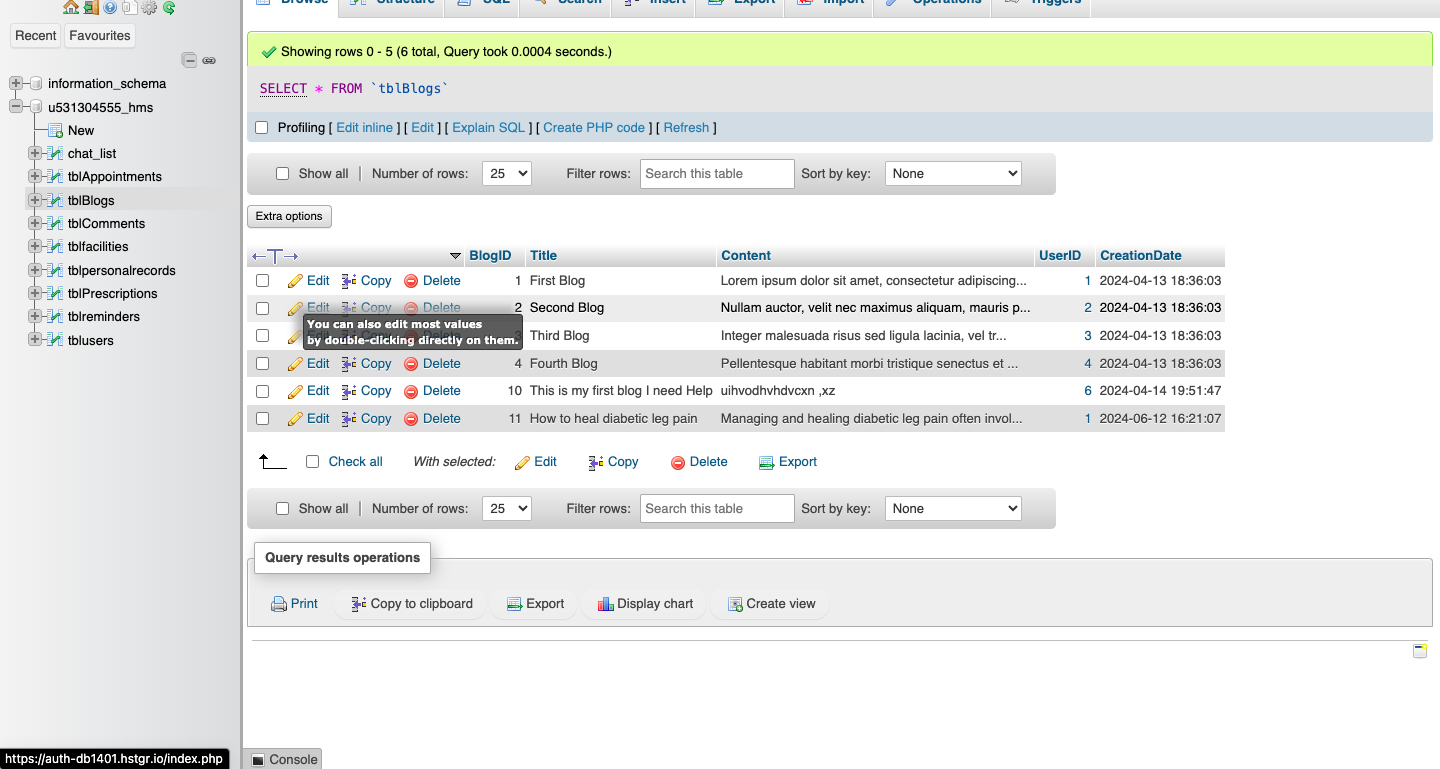 Browse Structure SQL Search Insert Export Import Operations Triggers
Recent Favourites
information_schema
u531304555_hms
New
chat_list
tblAppointments
tblBlogs
tblComments
tblfacilities
tblpersonalrecords
tblPrescriptions
tblreminders
tblusers
Showing rows 0 - 5 (6 total, Query took 0.0004 seconds.)
SELECT * FROM `tblBlogs`
Profiling [ Edit inline ] [ Edit ] [ Explain SQL ] [ Create PHP code ] [ Refresh ]
Show all | Number of rows: 25 Filter rows: Search this table Sort by key: None
Extra options
BlogID Title Content UserID CreationDate
Edit Copy Delete 1 First Blog Lorem ipsum dolor sit amet, consectetur adipiscing... 1 2024-04-13 18:36:03
Edit Copy Delete 2 Second Blog Nullam auctor, velit nec maximus aliquam, mauris p... 2 2024-04-13 18:36:03
You can also edit most values
by double-clicking directly on them.
Third Blog Integer malesuada risus sed ligula lacinia, vel tr... 3 2024-04-13 18:36:03
Edit Copy Delete 4 Fourth Blog Pellentesque habitant morbi tristique senectus et ... 4 2024-04-13 18:36:03
Edit Copy Delete 10 This is my first blog I need Help uihvodhvhdvcxn ,xz 6 2024-04-14 19:51:47
Edit Copy Delete 11 How to heal diabetic leg pain Managing and healing diabetic leg pain often invol... 1 2024-06-12 16:21:07
Check all With selected: Edit Copy Delete Export
Show all | Number of rows: 25 Filter rows: Search this table Sort by key: None
Query results operations
Print Copy to clipboard Export Display chart Create view
https://auth-db1401.hstgr.io/index.php
Console